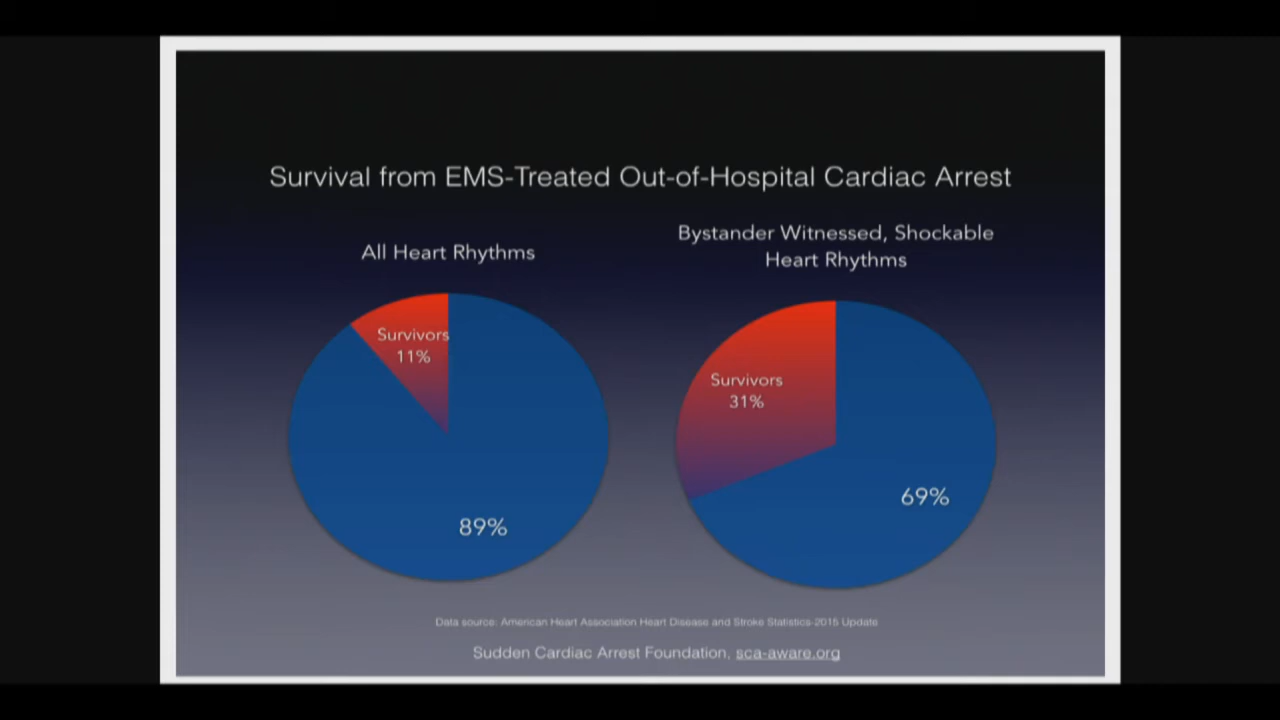 Survival from EMS-Treated Out-of-Hospital Cardiac Arrest
All Heart Rhythms
Survivors
11%
89%
Bystander Witnessed, Shockable
Heart Rhythms
Survivors
31%
69%
Data source: American Heart Association Heart Disease and Stroke Statistics-2015 Update
Sudden Cardiac Arrest Foundation, sca-aware.org